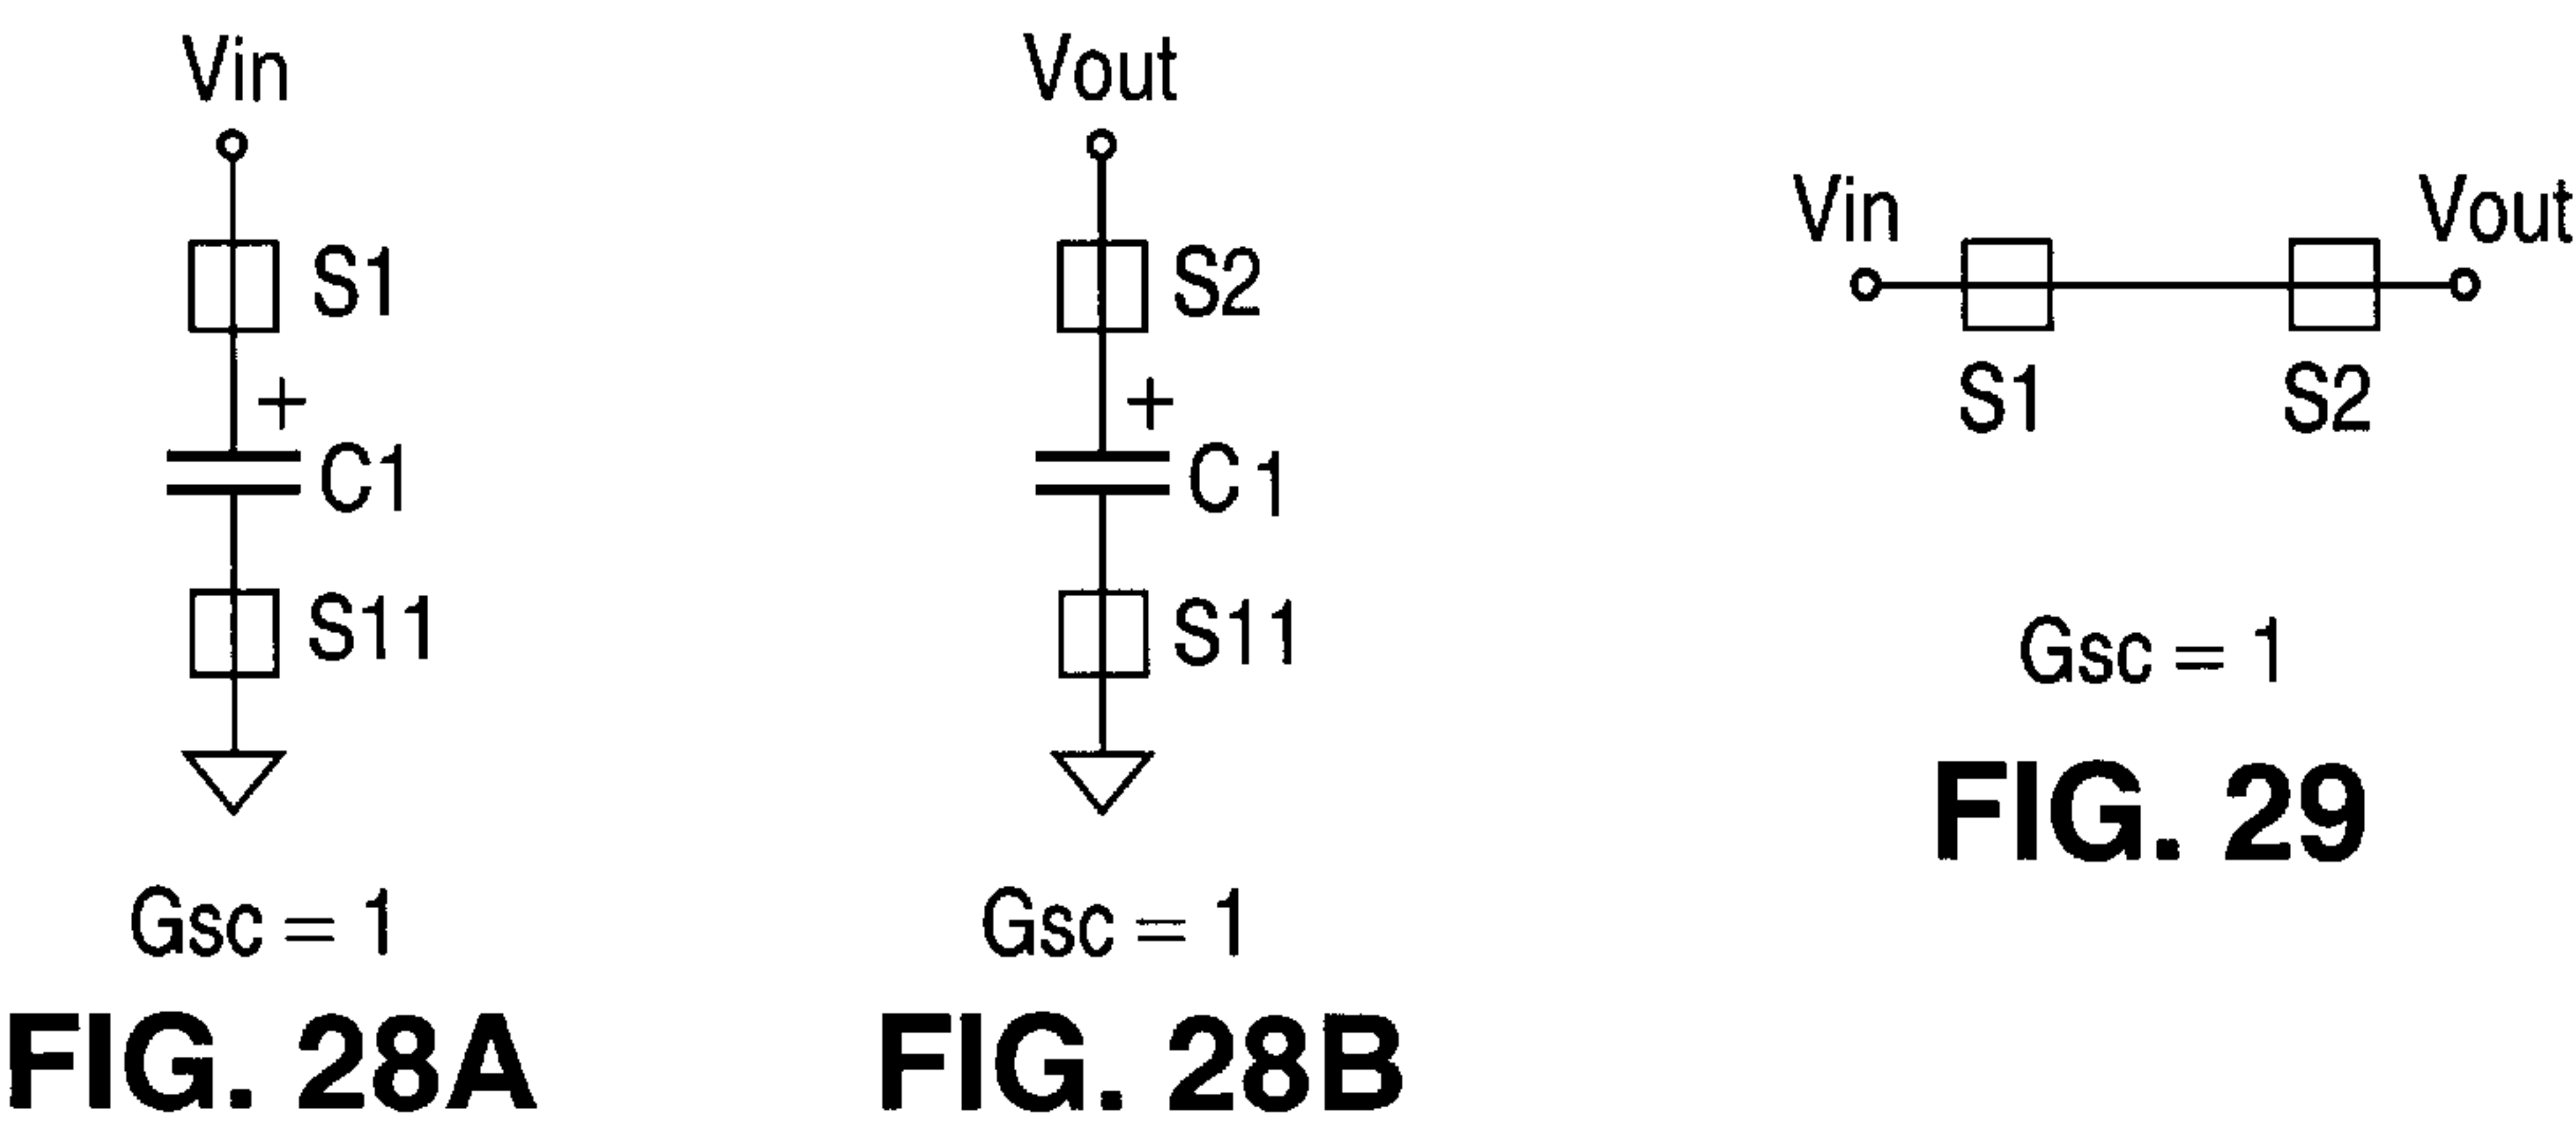 Vin
S1
+
C1
S11
Gsc = 1
FIG. 28A
Vout
S2
+
C1
S11
Gsc = 1
FIG. 28B
Vin
Vout
S1
S2
Gsc = 1
FIG. 29